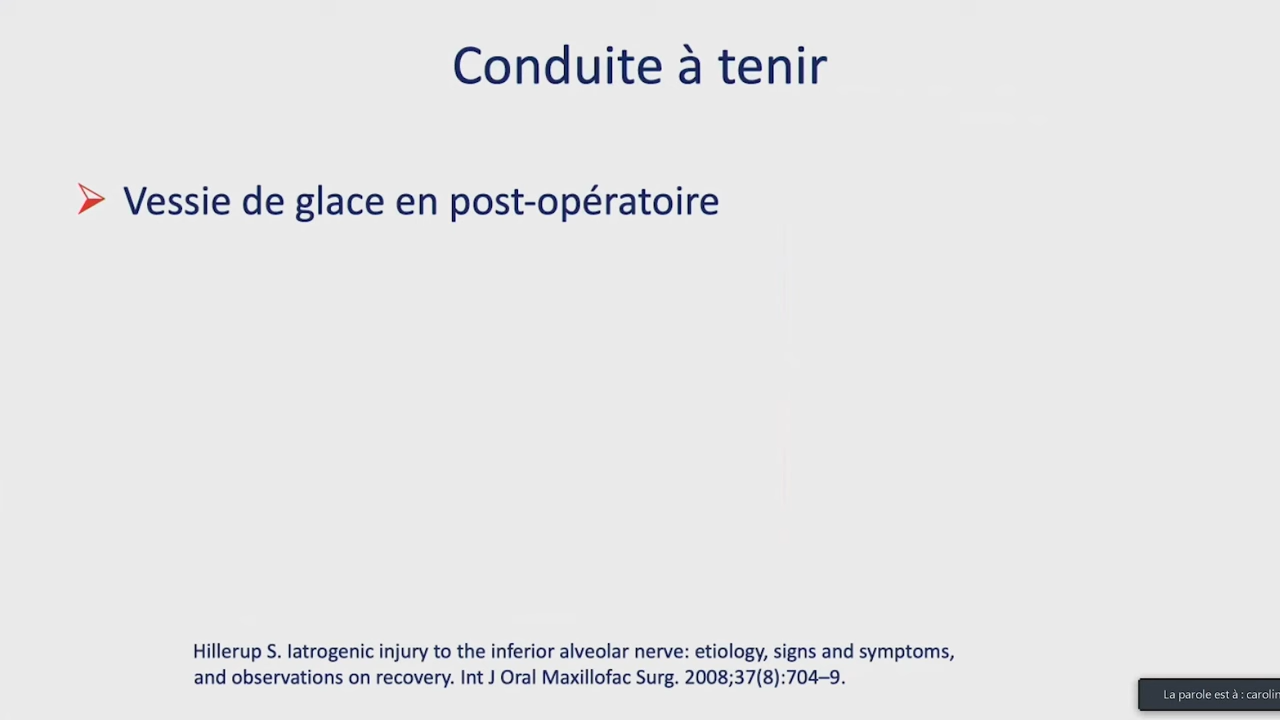 Conduite à tenir
Vessie de glace en post-opératoire
Hillerup S. Iatrogenic injury to the inferior alveolar nerve: etiology, signs and symptoms,
and observations on recovery. Int J Oral Maxillofac Surg. 2008;37(8):704–9.
La parole est à : carolin